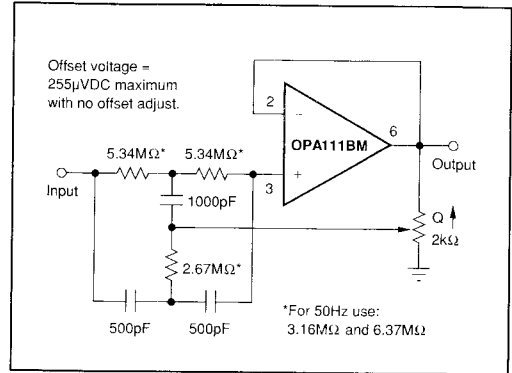 Offset voltage =
255µVDC maximum
with no offset adjust.
2
6
OPA111BM
5.34MΩ*
5.34MΩ*
3
Output
Input
1000pF
Q
2kΩ
2.67MΩ*
*For 50Hz use:
3.16MΩ and 6.37MΩ
500pF
500pF